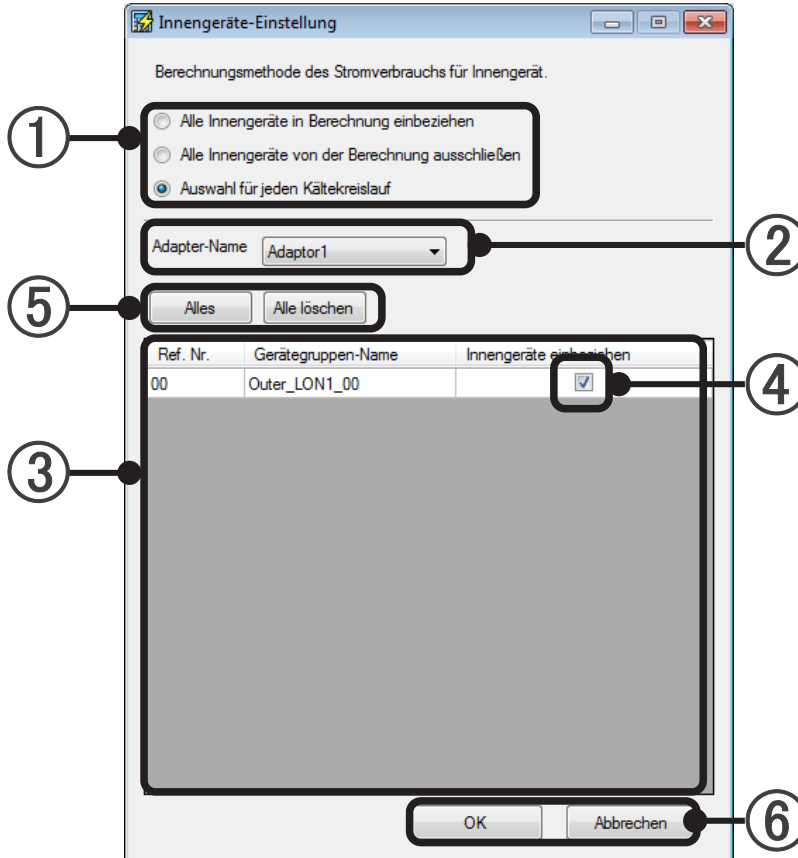 Innengeräte-Einstellung
Berechnungsmethode des Stromverbrauchs für Innengerät.
① Alle Innengeräte in Berechnung einbeziehen
Alle Innengeräte von der Berechnung ausschließen
Auswahl für jeden Kältekreislauf
Adapter-Name Adaptor1 ②
⑤ Alles Alle löschen
Ref. Nr. Gerätegruppen-Name Innengeräte einbeziehen
00 Outer_LON1_00 ④
③
OK Abbrechen ⑥